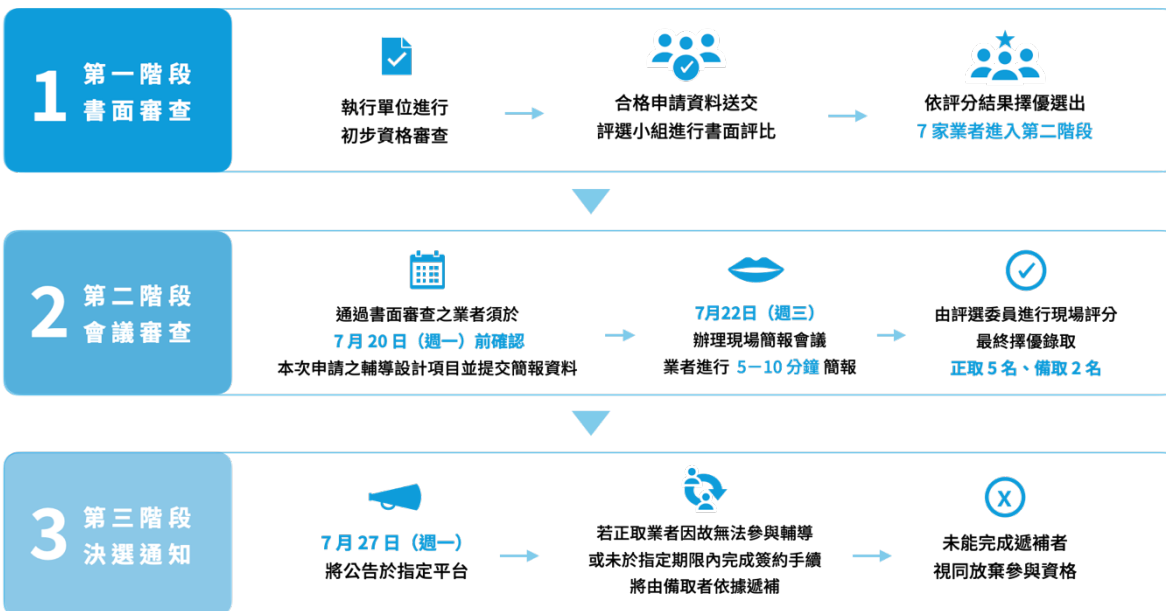 1
第一階段
書面審查
執行單位進行
初步資格審查
合格申請資料送交
評選小組進行書面評比
依評分結果擇優選出
7 家業者進入第二階段
2
第二階段
會議審查
通過書面審查之業者須於
7 月 20 日（週一）前確認
本次申請之輔導設計項目並提交簡報資料
7月22日（週三）
辦理現場簡報會議
業者進行 5－10 分鐘 簡報
由評選委員進行現場評分
最終擇優錄取
正取 5 名、備取 2 名
3
第三階段
決選通知
7 月 27 日（週一）
將公告於指定平台
若正取業者因故無法參與輔導
或未於指定期限內完成簽約手續
將由備取者依據遞補
X
未能完成遞補者
視同放棄參與資格